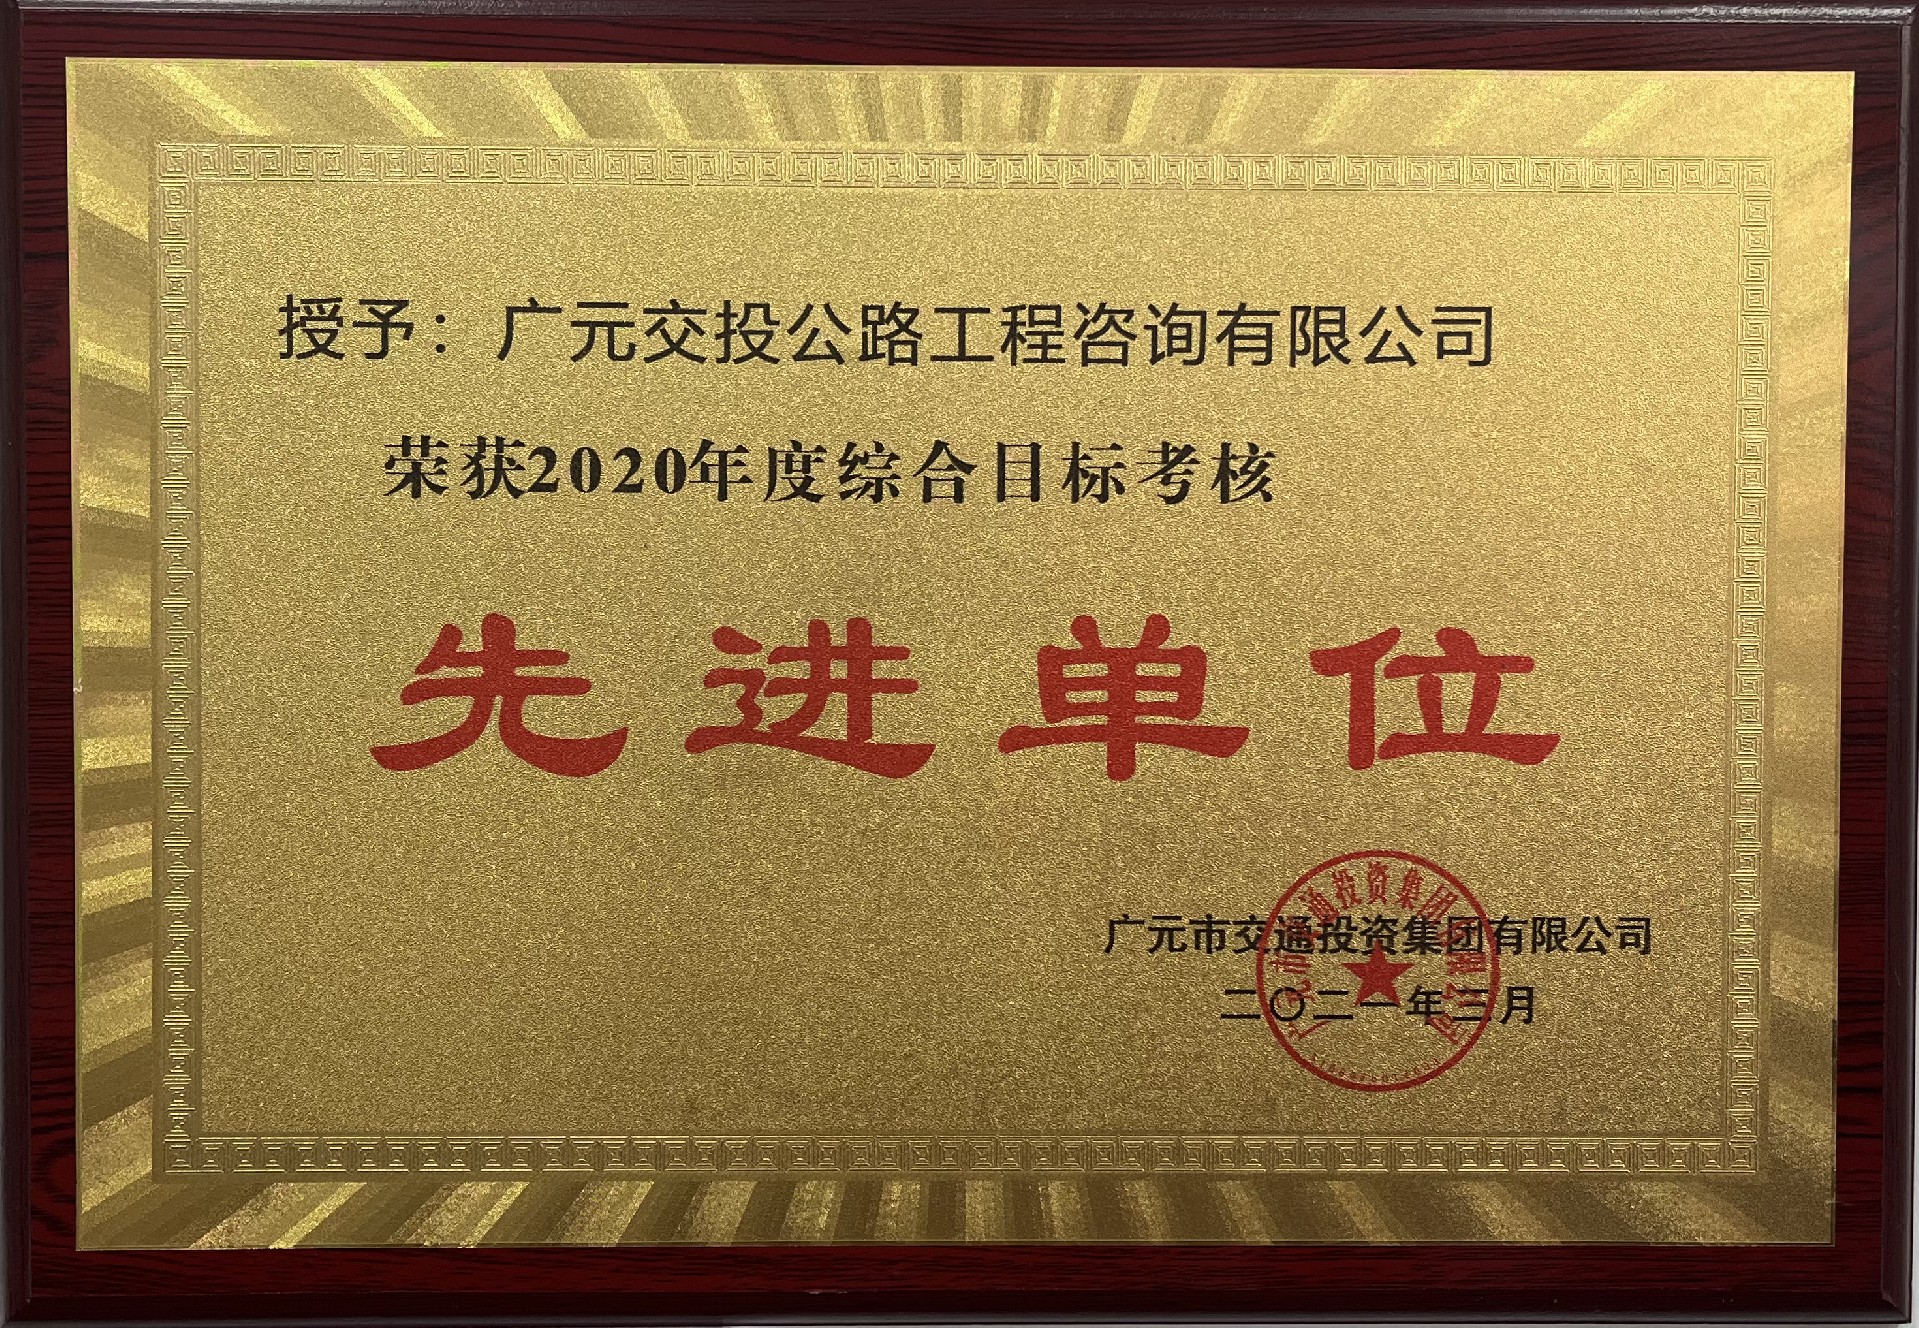 授予：广元交投公路工程咨询有限公司
荣获2020年度综合目标考核
先进单位
广元市交通投资集团有限公司
二〇二一年三月